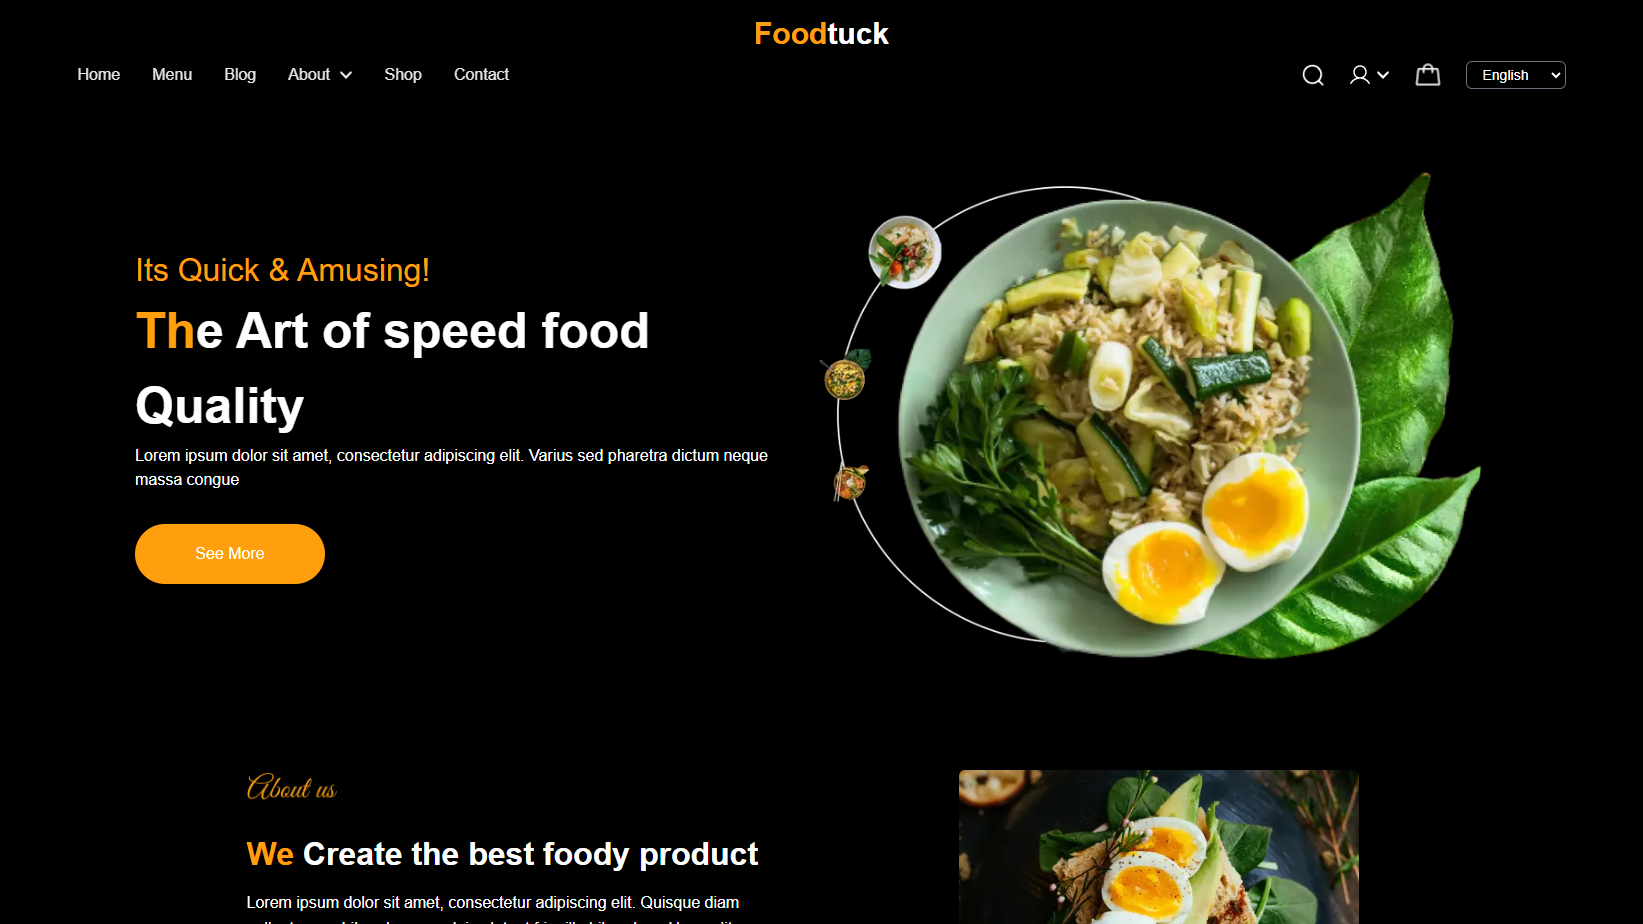 Foodtuck
Home Menu Blog About Shop Contact English
Its Quick & Amusing!
The Art of speed food
Quality
Lorem ipsum dolor sit amet, consectetur adipiscing elit. Varius sed pharetra dictum neque
massa congue
See More
About us
We Create the best foody product
Lorem ipsum dolor sit amet, consectetur adipiscing elit. Quisque diam